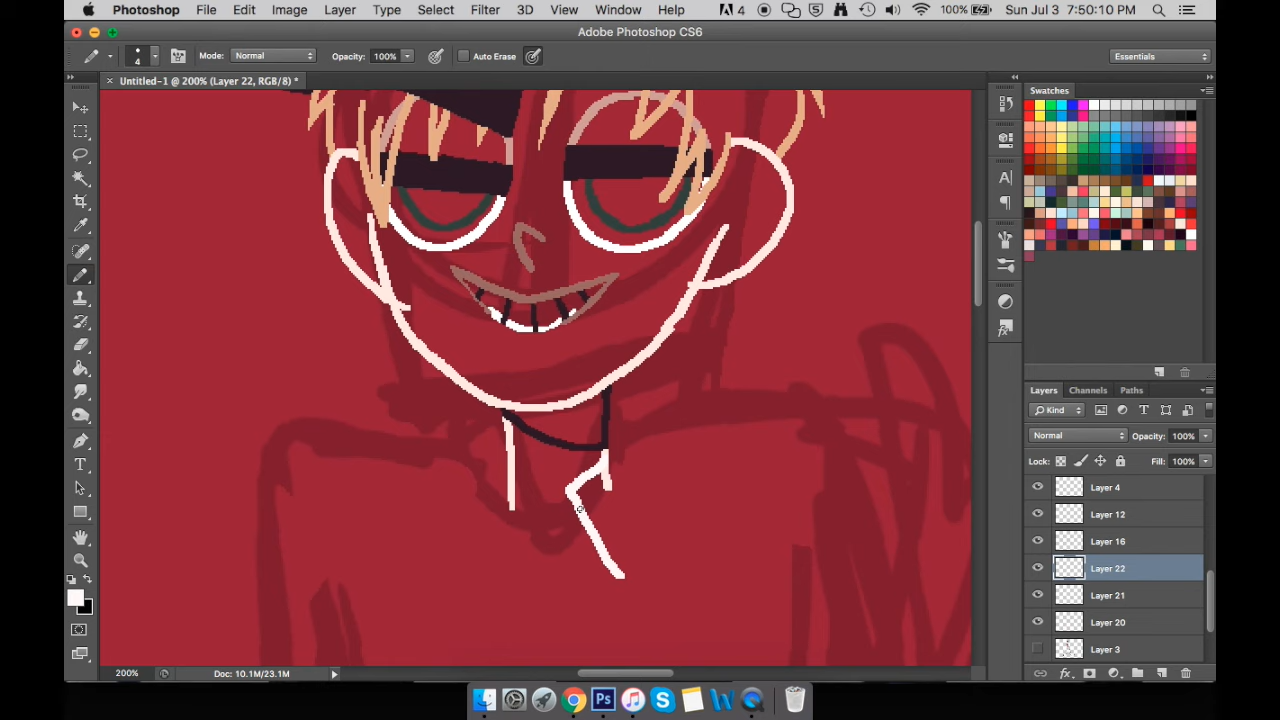 Photoshop File Edit Image Layer Type Select Filter 3D View Window Help 4 100% Sun Jul 3 7:50:10 PM
Adobe Photoshop CS6
4 Mode: Normal Opacity: 100% Auto Erase Essentials
Untitled-1 @ 200% (Layer 22, RGB/8) *
Swatches
Layers Channels Paths
Kind
Normal Opacity: 100%
Lock: Fill: 100%
Layer 4
Layer 12
Layer 16
Layer 22
Layer 21
Layer 20
Layer 3
200% Doc: 10.1M/23.1M
Ps